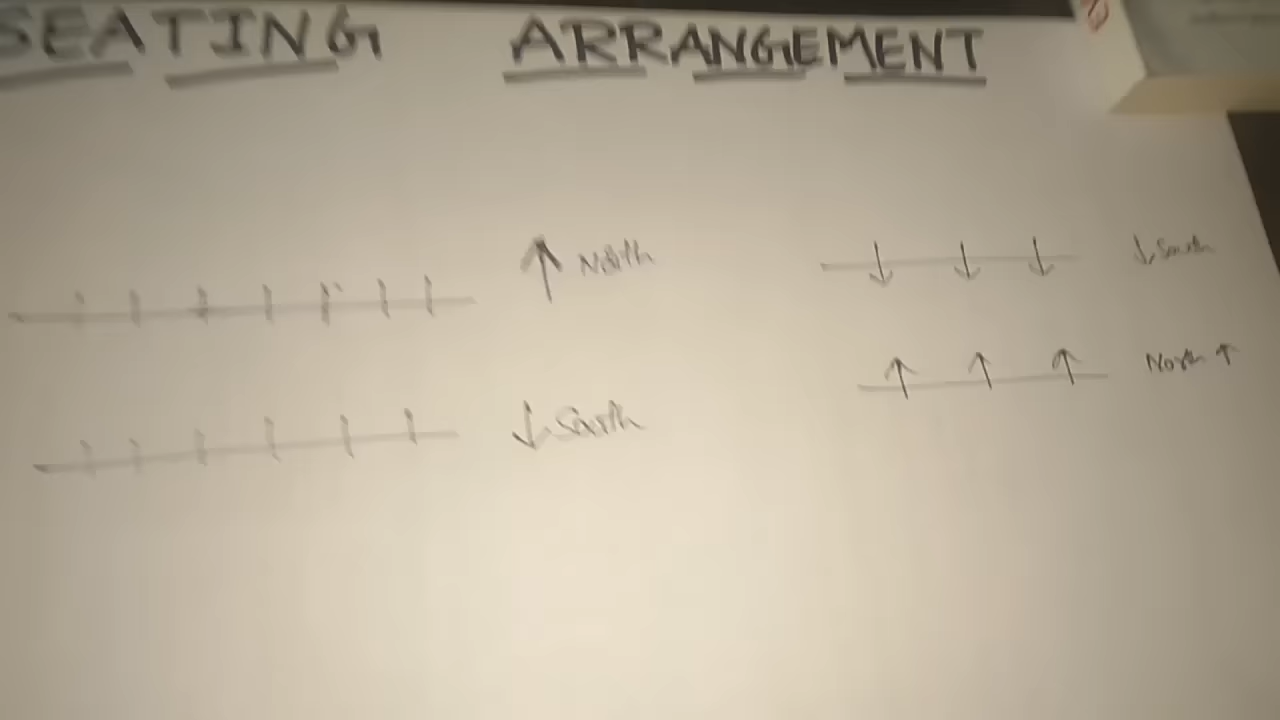 SEATING ARRANGEMENT
↑ North
↓ South
↓ South
North ↑